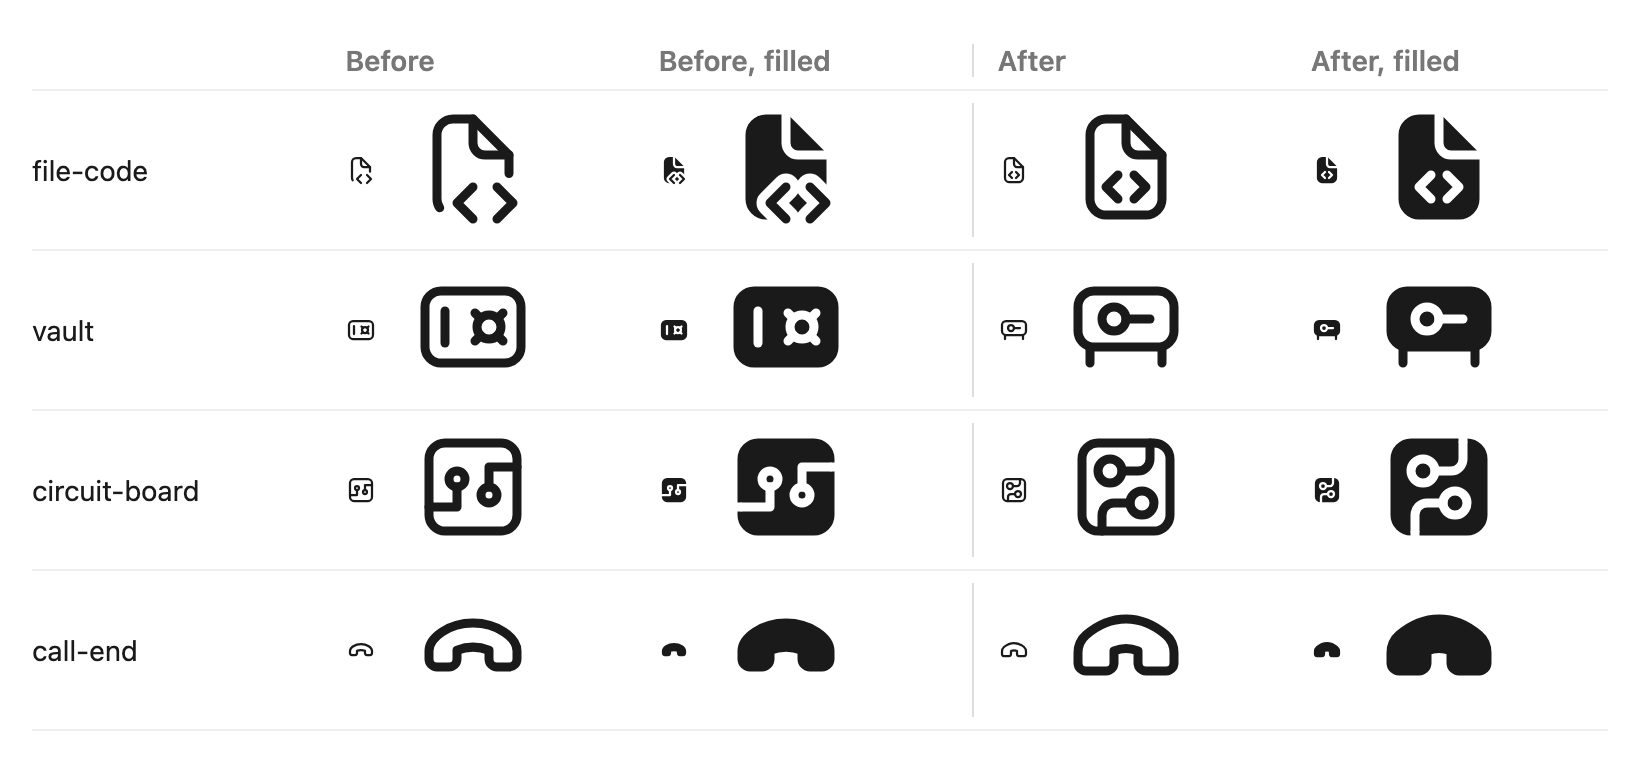 Before Before, filled After After, filled
file-code
vault
circuit-board
call-end